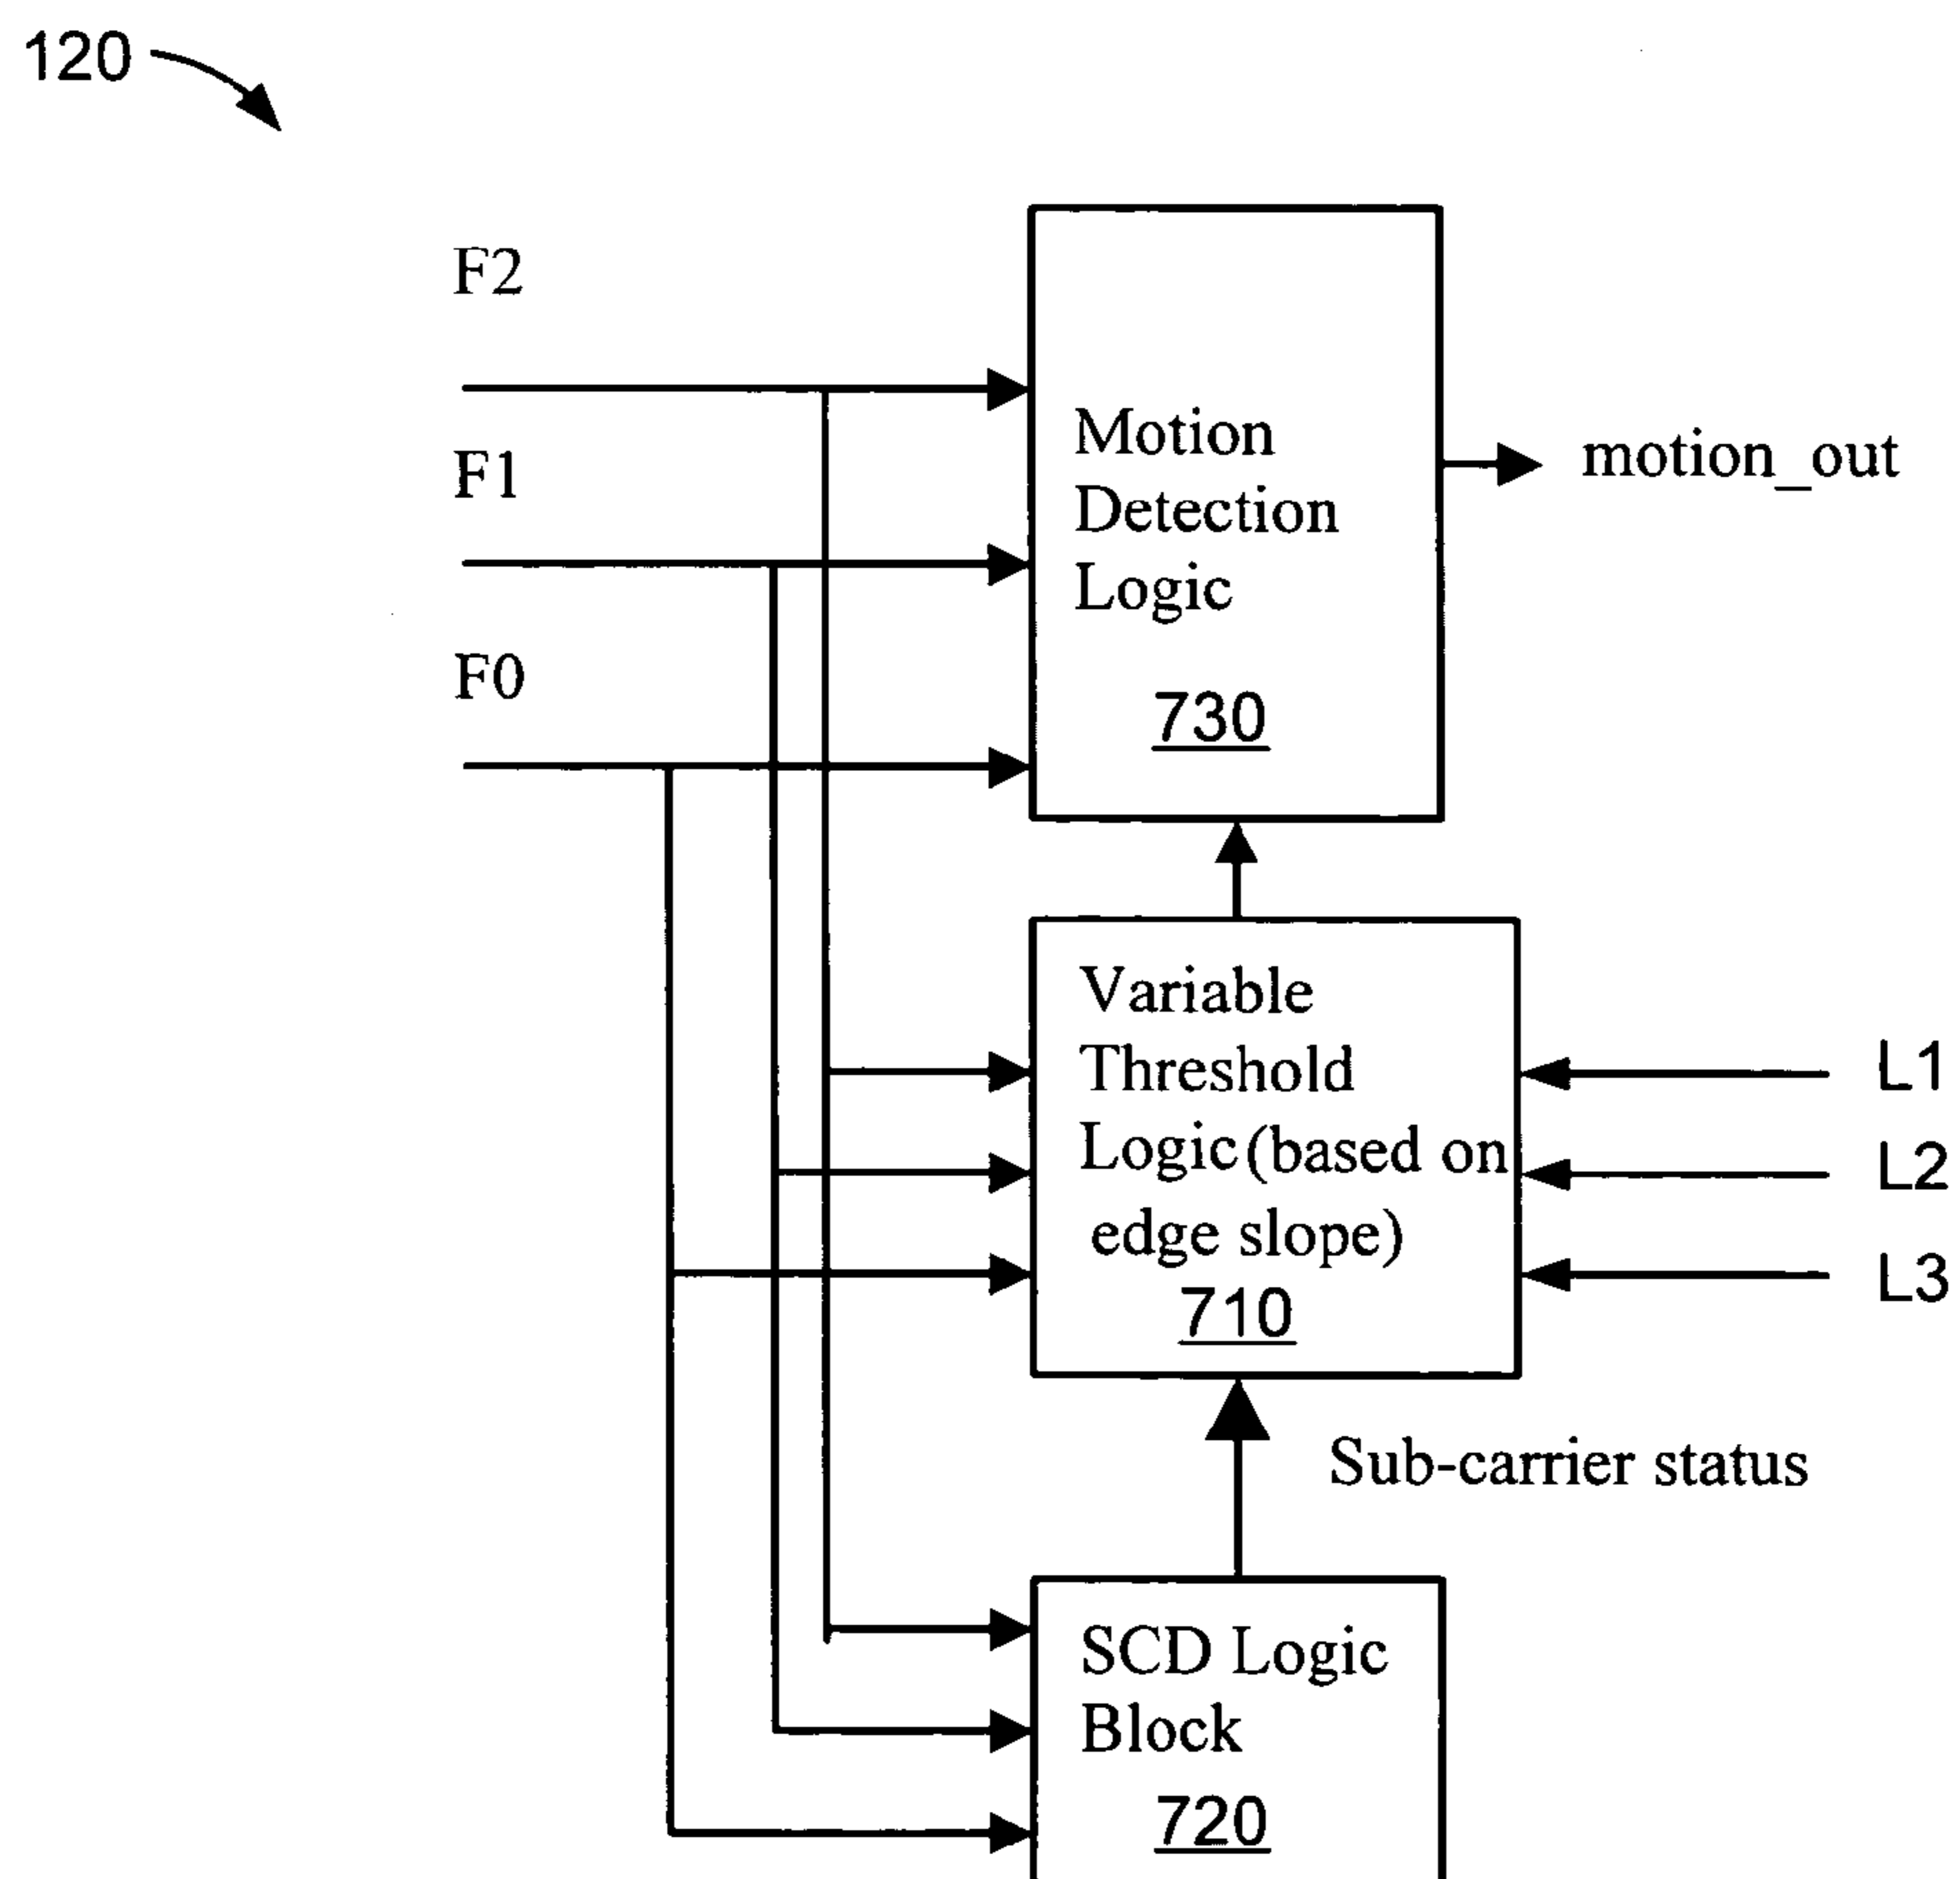 120
F2
F1
F0
Motion
Detection
Logic
730
motion_out
Variable
Threshold
Logic (based on
edge slope)
710
L1
L2
L3
Sub-carrier status
SCD Logic
Block
720